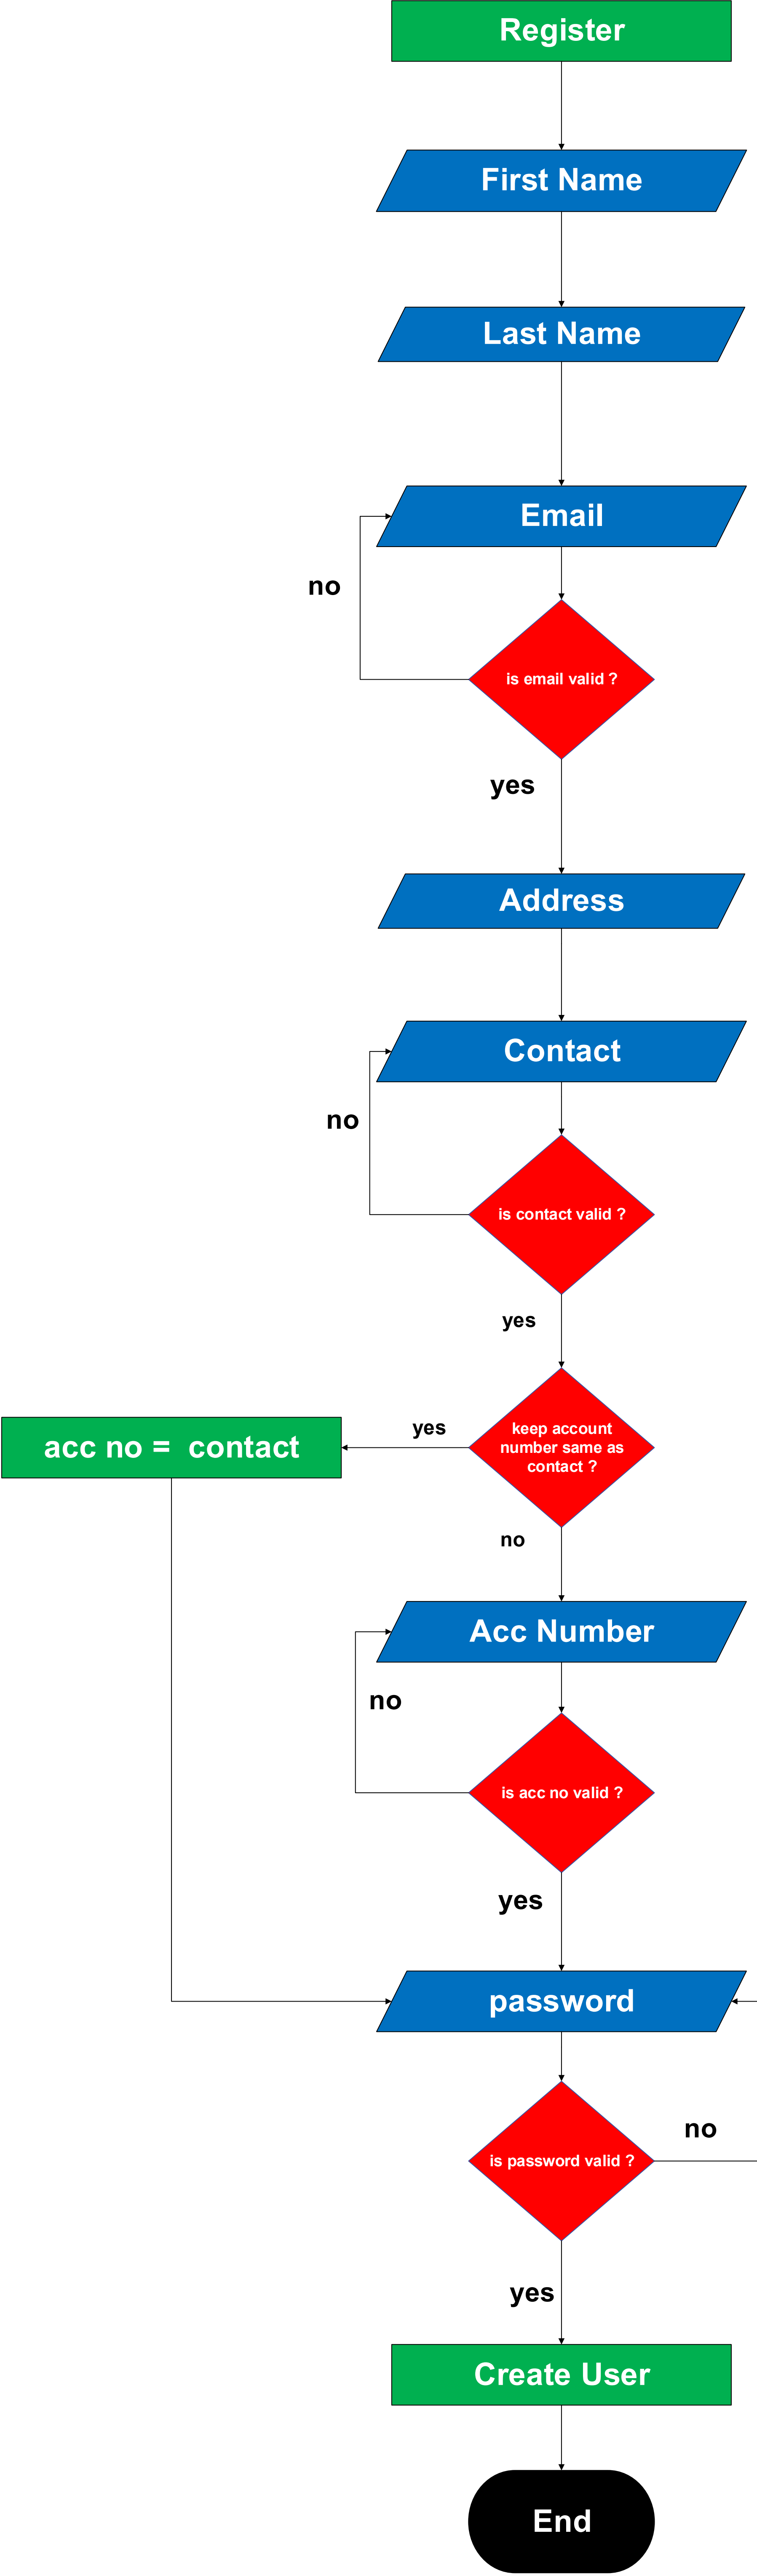 Register
First Name
Last Name
Email
no
is email valid ?
yes
Address
Contact
no
is contact valid ?
yes
keep account
number same as
contact ?
yes
acc no =  contact
no
Acc Number
no
is acc no valid ?
yes
password
no
is password valid ?
yes
Create User
End